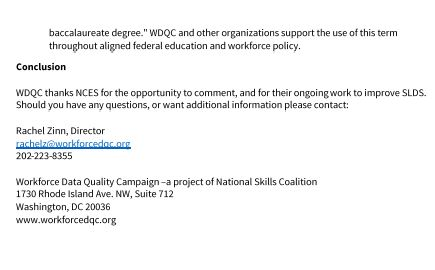 baccalaureate degree." WDQC and other organizations support the use of this term
throughout aligned federal education and workforce policy.
Conclusion
WDQC thanks NCES for the opportunity to comment, and for their ongoing work to improve SLDS.
Should you have any questions, or want additional information please contact:
Rachel Zinn, Director
rachelz@workforcedqc.org
202-223-8355
Workforce Data Quality Campaign –a project of National Skills Coalition
1730 Rhode Island Ave. NW, Suite 712
Washington, DC 20036
www.workforcedqc.org